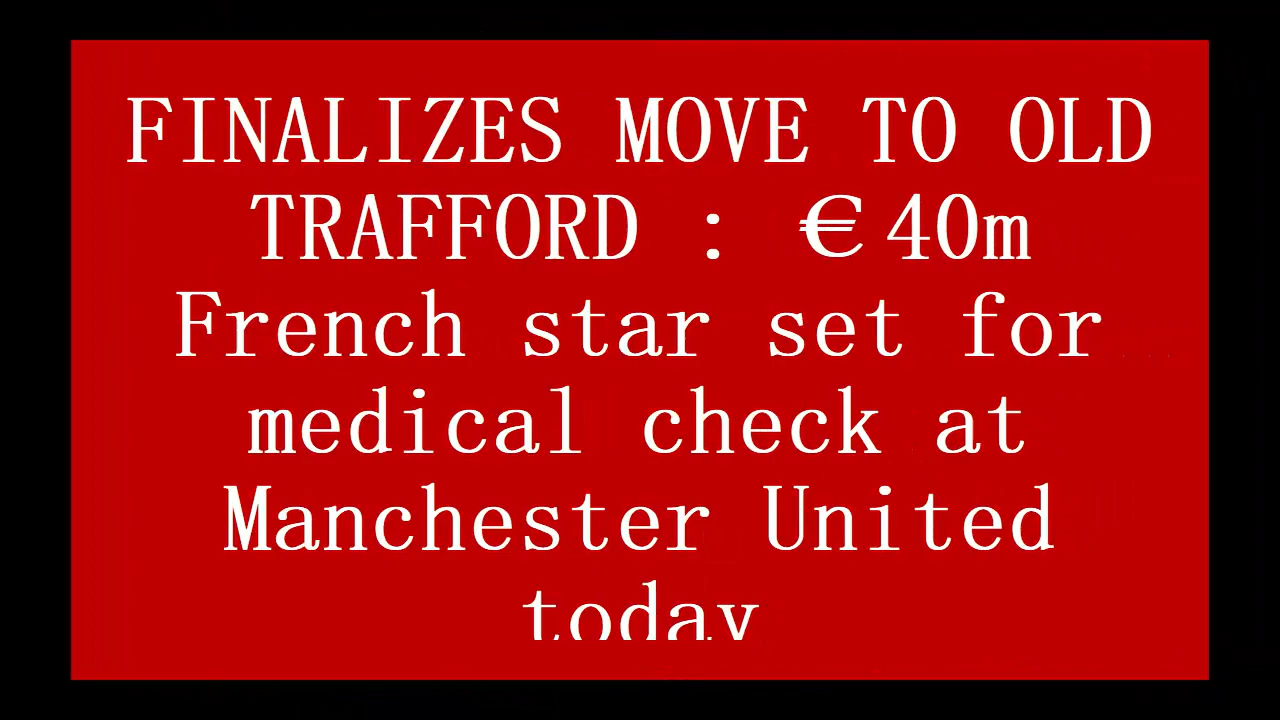 FINALIZES MOVE TO OLD
TRAFFORD : €40m
French star set for
medical check at
Manchester United
today